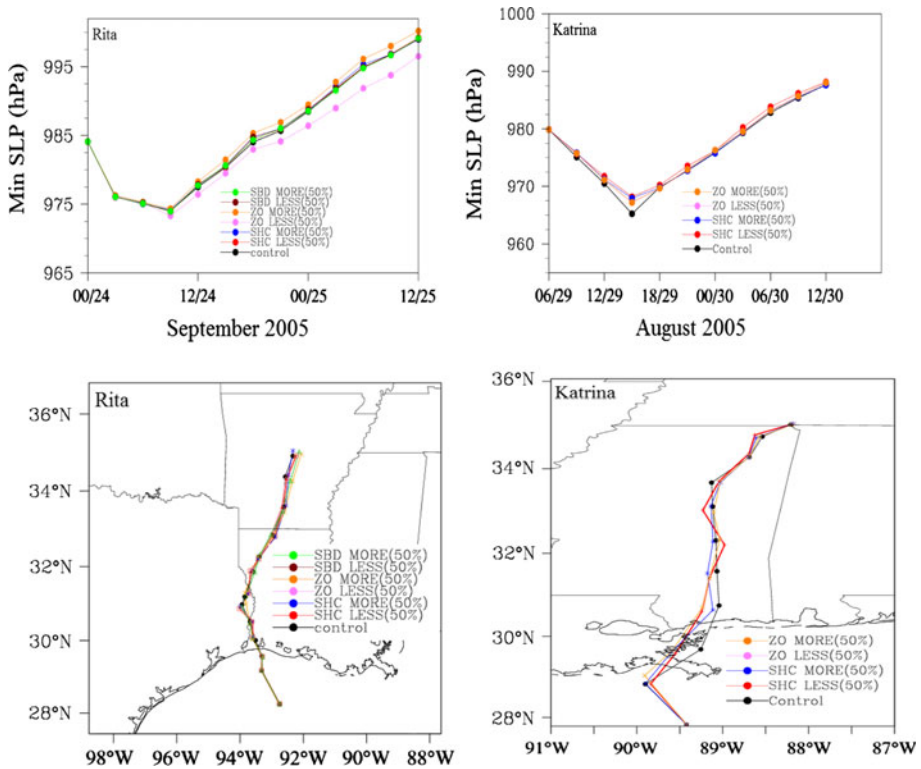 Rita
Min SLP (hPa)
995
985
975
965
SBD MORE(50%)
SBD LESS(50%)
ZO MORE(50%)
ZO LESS(50%)
SHC MORE(50%)
SHC LESS(50%)
control
00/24
12/24
00/25
12/25
September 2005
Katrina
Min SLP (hPa)
1000
990
980
970
960
ZO MORE(50%)
ZO LESS(50%)
SHC MORE(50%)
SHC LESS(50%)
Control
06/29
12/29
18/29
00/30
06/30
12/30
August 2005
Rita
36°N
34°N
32°N
30°N
28°N
SBD MORE(50%)
SBD LESS(50%)
ZO MORE(50%)
ZO LESS(50%)
SHC MORE(50%)
SHC LESS(50%)
control
98°W
96°W
94°W
92°W
90°W
88°W
Katrina
36°N
34°N
32°N
30°N
28°N
ZO MORE(50%)
ZO LESS(50%)
SHC MORE(50%)
SHC LESS(50%)
Control
91°W
90°W
89°W
88°W
87°W